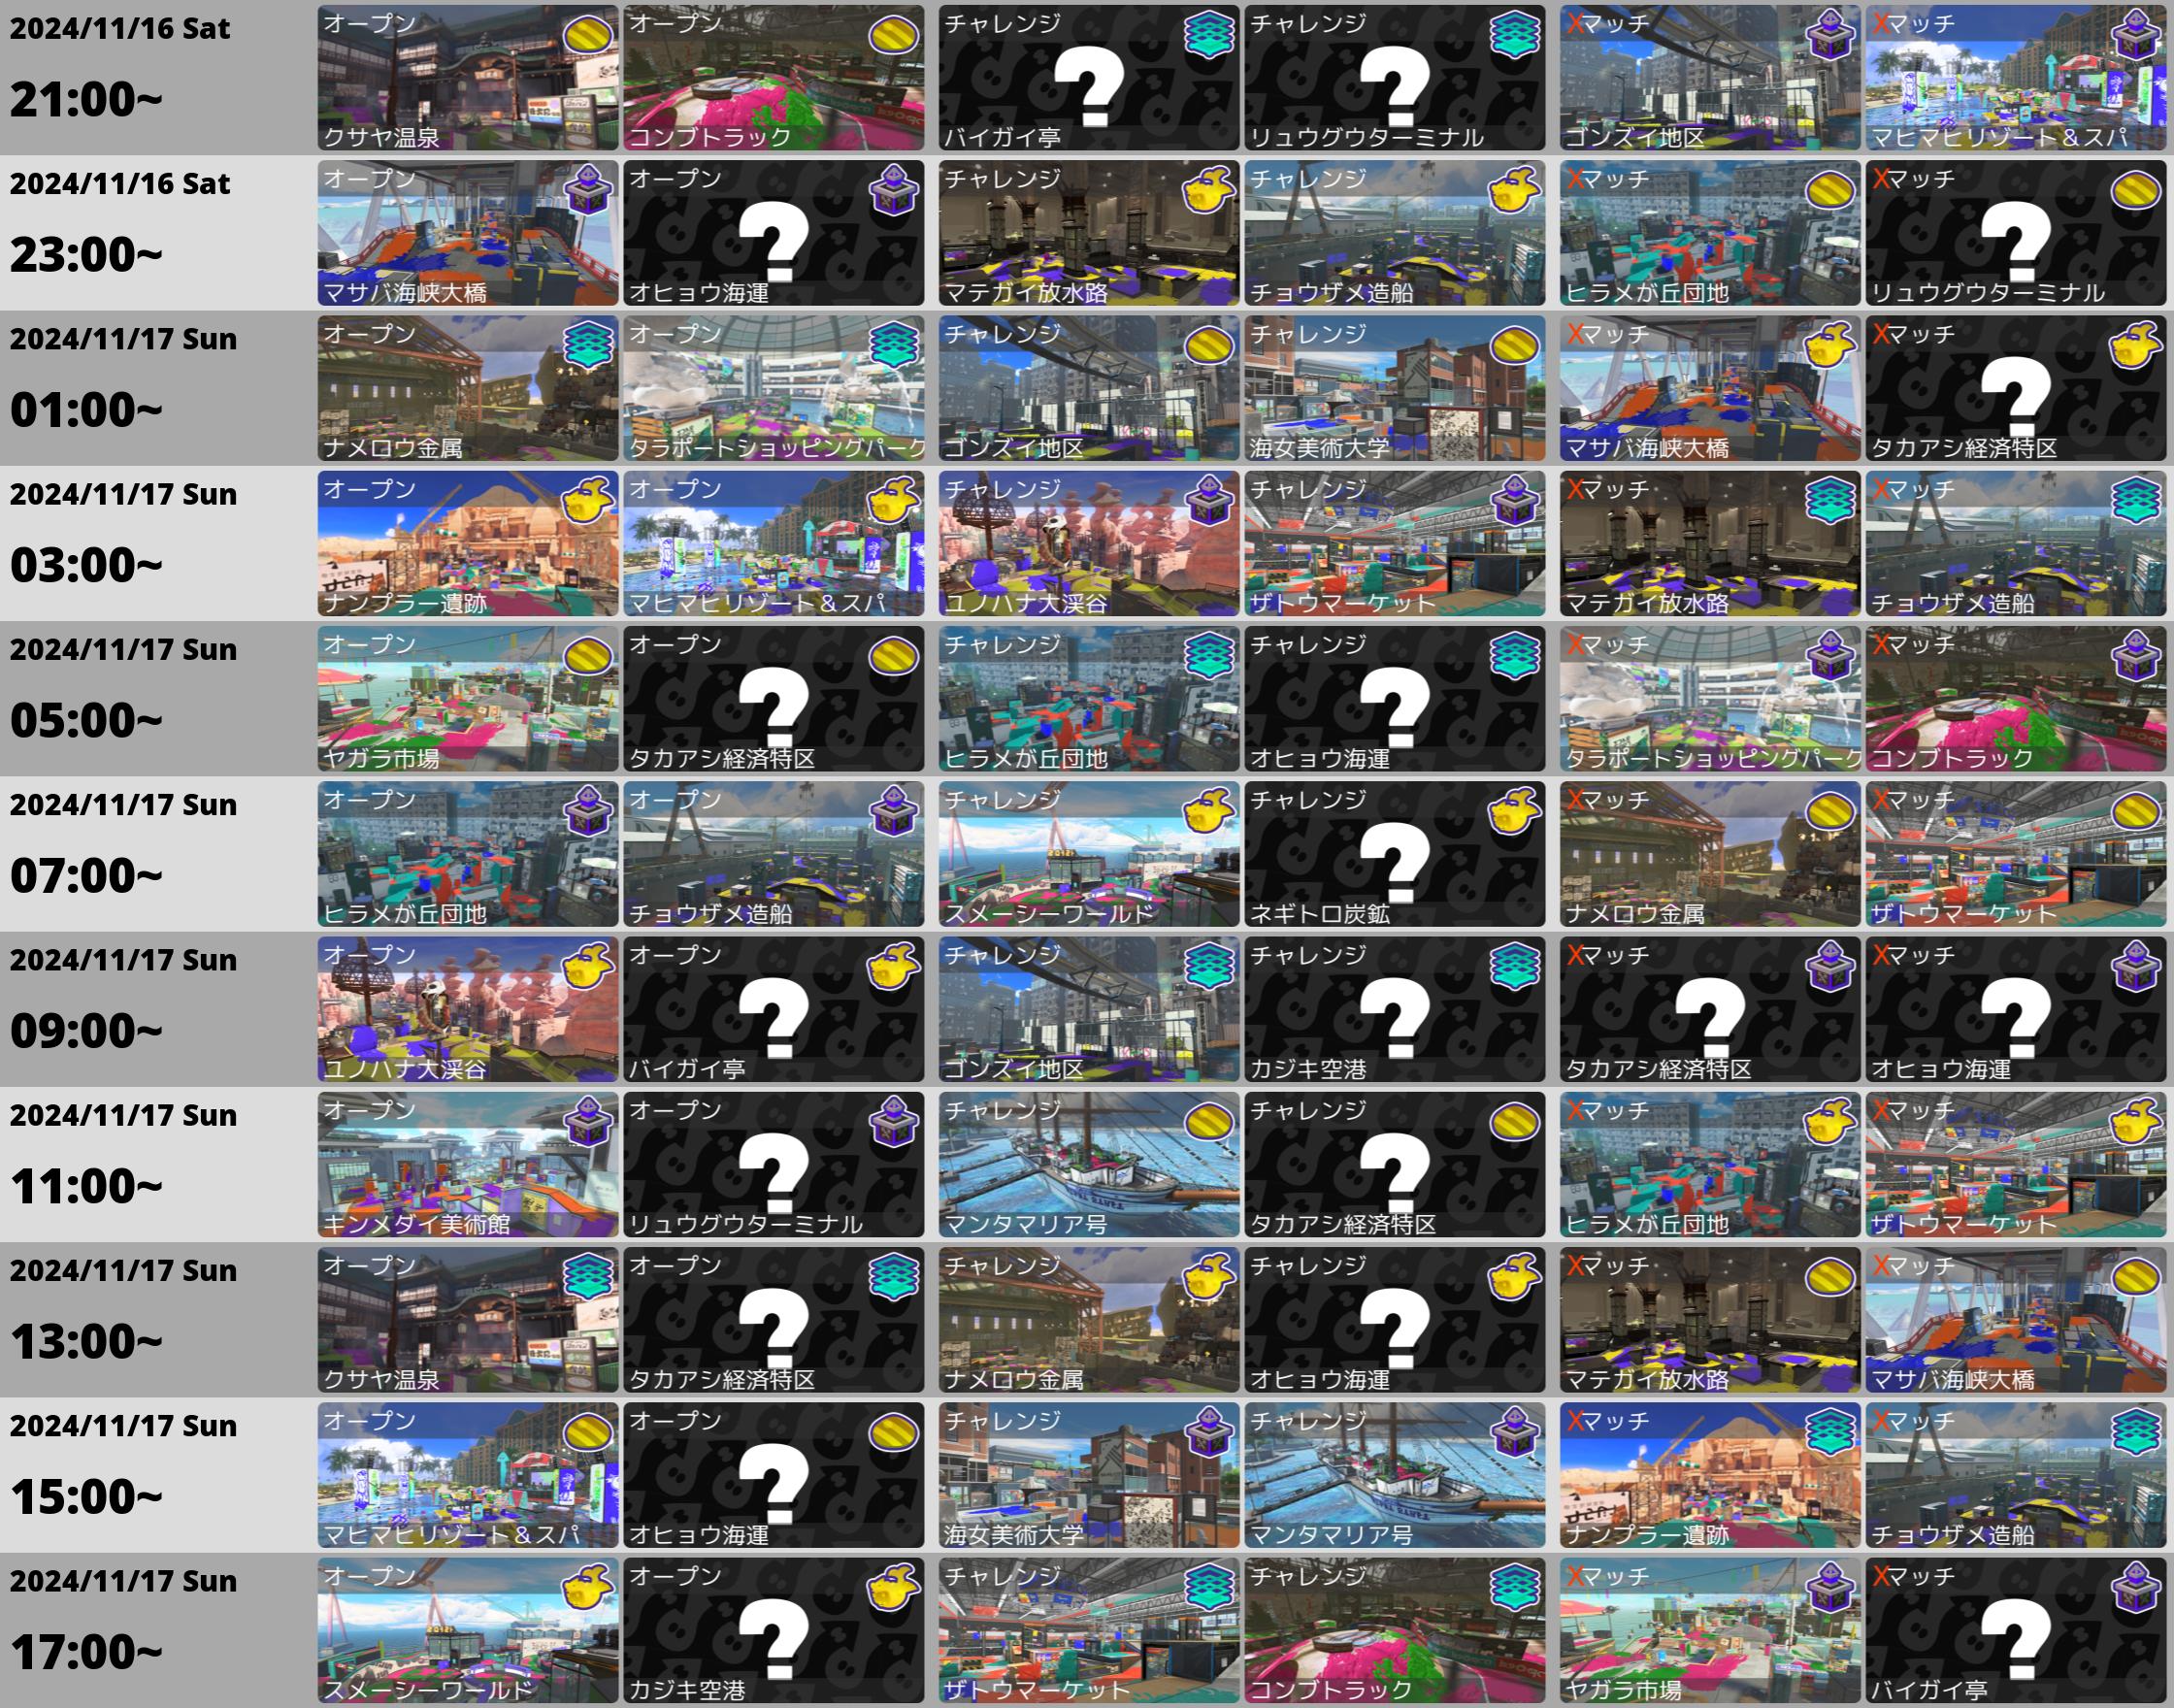 2024/11/16 Sat
21:00~
オープン
クサヤ温泉
オープン
コンブトラック
チャレンジ
バイガイ亭
チャレンジ
リュウグウターミナル
Xマッチ
ゴンズイ地区
Xマッチ
マヒマヒリゾート＆スパ
2024/11/16 Sat
23:00~
オープン
マサバ海峡大橋
オープン
オヒョウ海運
チャレンジ
マテガイ放水路
チャレンジ
チョウザメ造船
Xマッチ
ヒラメが丘団地
Xマッチ
リュウグウターミナル
2024/11/17 Sun
01:00~
オープン
ナメロウ金属
オープン
タラポートショッピングパーク
チャレンジ
ゴンズイ地区
チャレンジ
海女美術大学
Xマッチ
マサバ海峡大橋
Xマッチ
タカアシ経済特区
2024/11/17 Sun
03:00~
オープン
ナンプラー遺跡
オープン
マヒマヒリゾート＆スパ
チャレンジ
ユノハナ大渓谷
チャレンジ
ザトウマーケット
Xマッチ
マテガイ放水路
Xマッチ
チョウザメ造船
2024/11/17 Sun
05:00~
オープン
ヤガラ市場
オープン
タカアシ経済特区
チャレンジ
ヒラメが丘団地
チャレンジ
オヒョウ海運
Xマッチ
タラポートショッピングパーク
Xマッチ
コンブトラック
2024/11/17 Sun
07:00~
オープン
ヒラメが丘団地
オープン
チョウザメ造船
チャレンジ
スメーシーワールド
チャレンジ
ネギトロ炭鉱
Xマッチ
ナメロウ金属
Xマッチ
ザトウマーケット
2024/11/17 Sun
09:00~
オープン
ユノハナ大渓谷
オープン
バイガイ亭
チャレンジ
ゴンズイ地区
チャレンジ
カジキ空港
Xマッチ
タカアシ経済特区
Xマッチ
オヒョウ海運
2024/11/17 Sun
11:00~
オープン
キンメダイ美術館
オープン
リュウグウターミナル
チャレンジ
マンタマリア号
チャレンジ
タカアシ経済特区
Xマッチ
ヒラメが丘団地
Xマッチ
ザトウマーケット
2024/11/17 Sun
13:00~
オープン
クサヤ温泉
オープン
タカアシ経済特区
チャレンジ
ナメロウ金属
チャレンジ
オヒョウ海運
Xマッチ
マテガイ放水路
Xマッチ
マサバ海峡大橋
2024/11/17 Sun
15:00~
オープン
マヒマヒリゾート＆スパ
オープン
オヒョウ海運
チャレンジ
海女美術大学
チャレンジ
マンタマリア号
Xマッチ
ナンプラー遺跡
Xマッチ
チョウザメ造船
2024/11/17 Sun
17:00~
オープン
スメーシーワールド
オープン
カジキ空港
チャレンジ
ザトウマーケット
チャレンジ
コンブトラック
Xマッチ
ヤガラ市場
Xマッチ
バイガイ亭